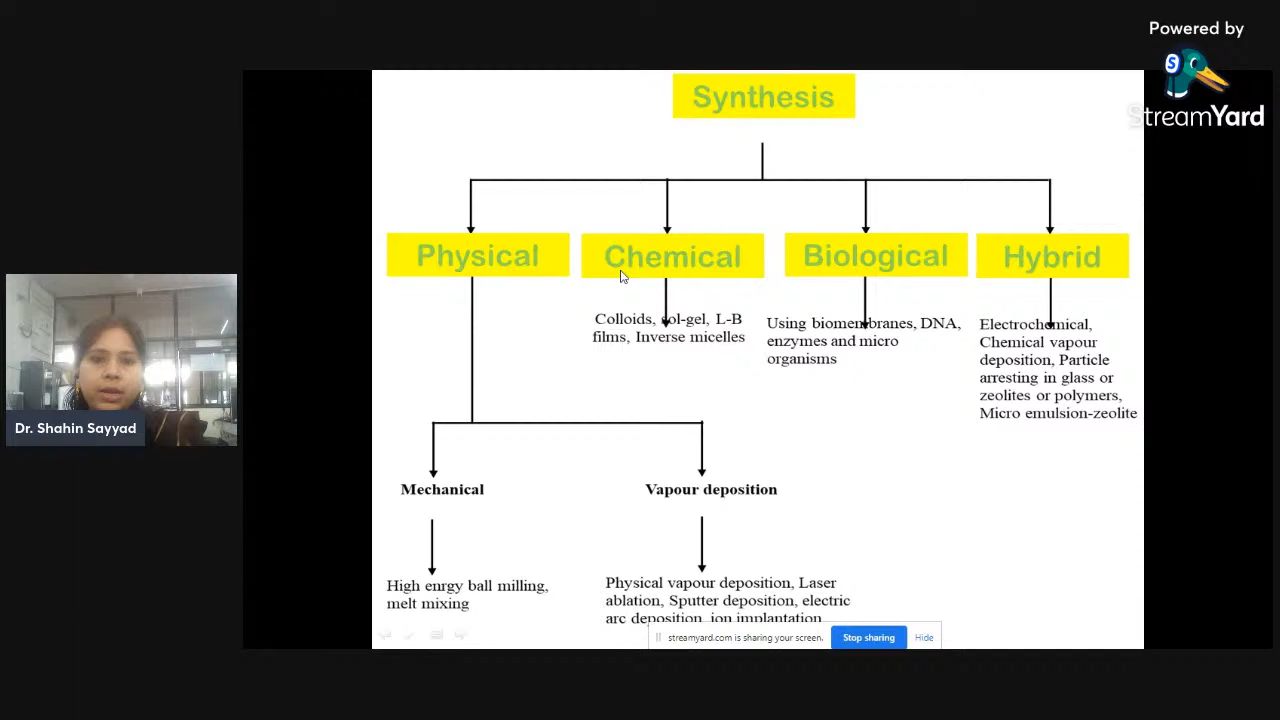 Powered by
StreamYard
Synthesis
Physical
Chemical
Biological
Hybrid
Colloids, sol-gel, L-B
films, Inverse micelles
Using biomembranes, DNA,
enzymes and micro
organisms
Electrochemical,
Chemical vapour
deposition, Particle
arresting in glass or
zeolites or polymers,
Micro emulsion-zeolite
Dr. Shahin Sayyad
Mechanical
Vapour deposition
High enrgy ball milling,
melt mixing
Physical vapour deposition, Laser
ablation, Sputter deposition, electric
arc deposition, ion implantation
streamyard.com is sharing your screen.
Stop sharing
Hide